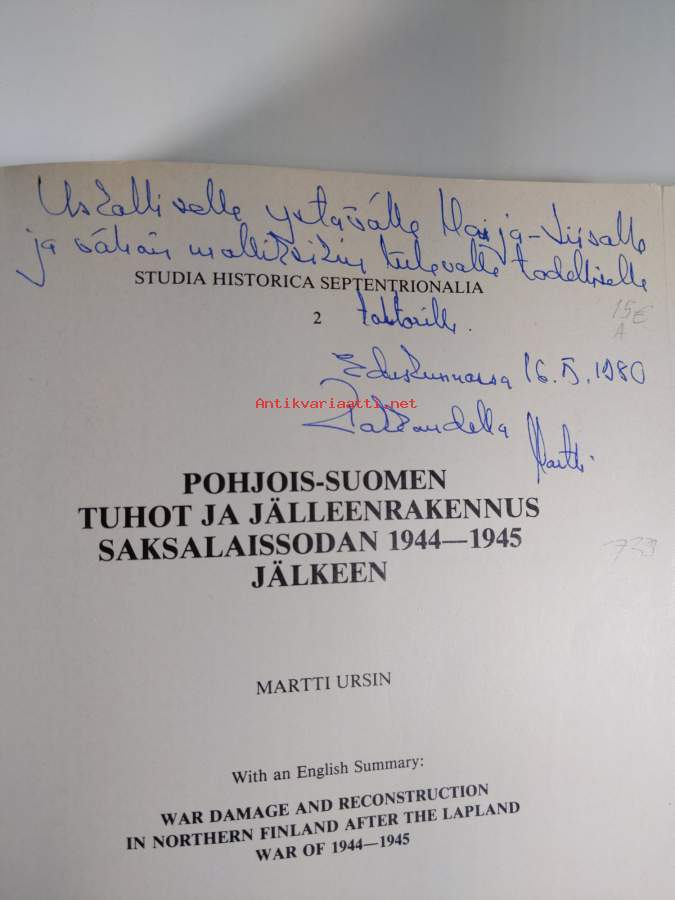 Uskolliselle ystävälle Maija-Liisalle
ja vähän malliksikin tulevalle todelliselle
STUDIA HISTORICA SEPTENTRIONALIA
2
tohtorille.
15€
A
Eduskunnassa 16.5.1980
Antikvariaatti.net
Rakkaudella
Martti
POHJOIS-SUOMEN
TUHOT JA JÄLLEENRAKENNUS
SAKSALAISSODAN 1944—1945
JÄLKEEN
MARTTI URSIN
With an English Summary:
WAR DAMAGE AND RECONSTRUCTION
IN NORTHERN FINLAND AFTER THE LAPLAND
WAR OF 1944—1945